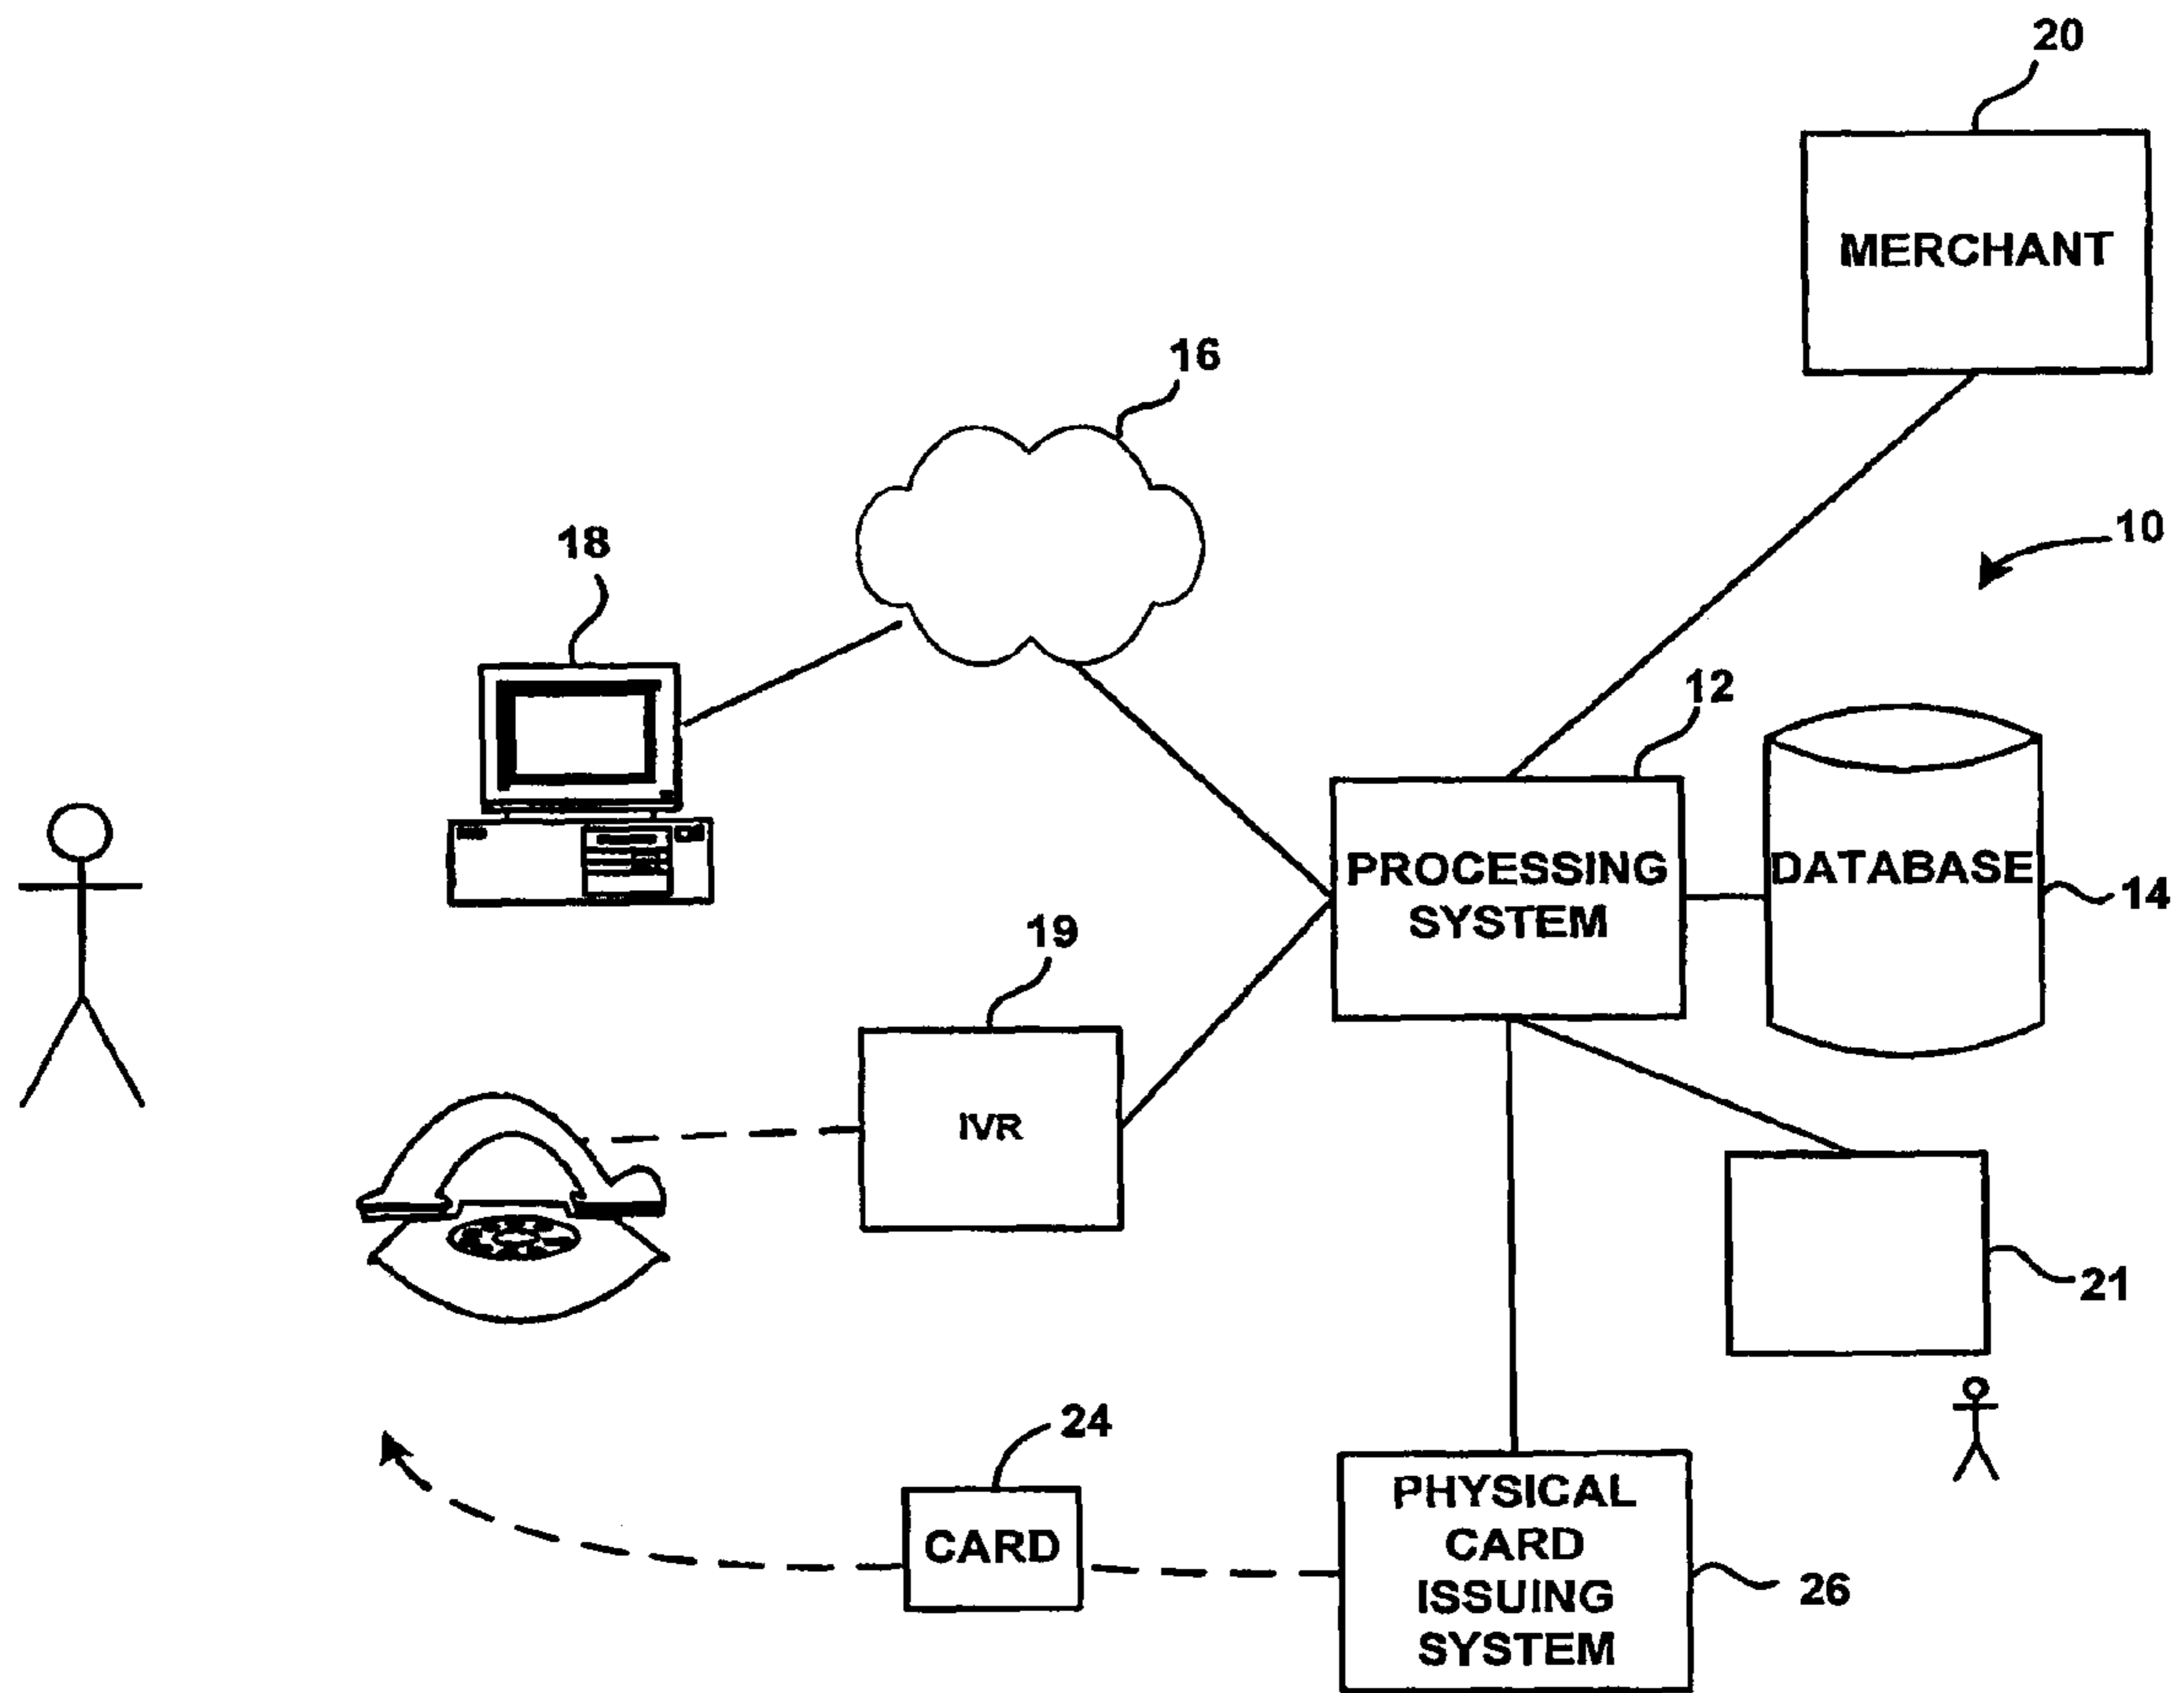 20
MERCHANT
16
10
18
12
PROCESSING
SYSTEM
DATABASE
14
19
IVR
21
24
CARD
PHYSICAL
CARD
ISSUING
SYSTEM
26